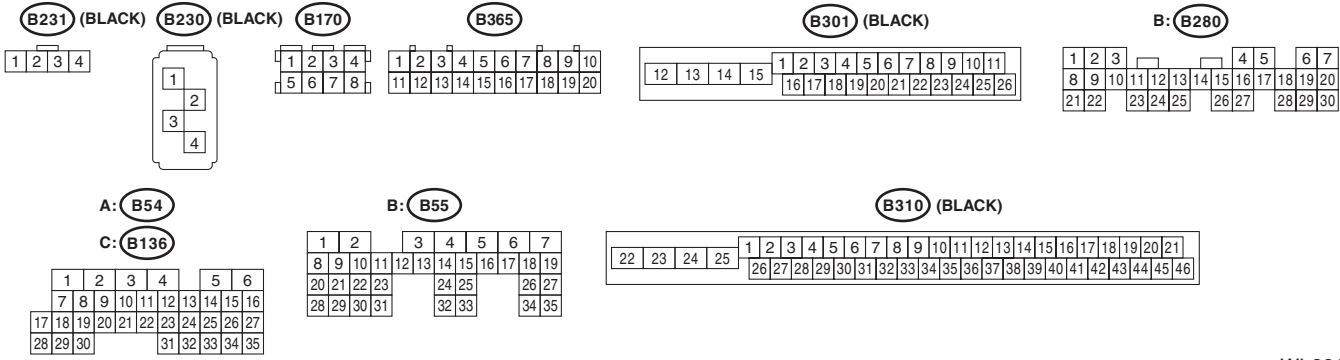 B231 (BLACK)
1 2 3 4
B230 (BLACK)
1
2
3
4
B170
1 2 3 4
5 6 7 8
B365
1 2 3 4 5 6 7 8 9 10
11 12 13 14 15 16 17 18 19 20
B301 (BLACK)
12 13 14 15
1 2 3 4 5 6 7 8 9 10 11
16 17 18 19 20 21 22 23 24 25 26
B: B280
1 2 3 4 5 6 7
8 9 10 11 12 13 14 15 16 17 18 19 20
21 22 23 24 25 26 27 28 29 30
A: B54
C: B136
1 2 3 4 5 6
7 8 9 10 11 12 13 14 15 16
17 18 19 20 21 22 23 24 25 26 27
28 29 30 31 32 33 34 35
B: B55
1 2 3 4 5 6 7
8 9 10 11 12 13 14 15 16 17 18 19
20 21 22 23 24 25 26 27
28 29 30 31 32 33 34 35
B310 (BLACK)
22 23 24 25
1 2 3 4 5 6 7 8 9 10 11 12 13 14 15 16 17 18 19 20 21
26 27 28 29 30 31 32 33 34 35 36 37 38 39 40 41 42 43 44 45 46